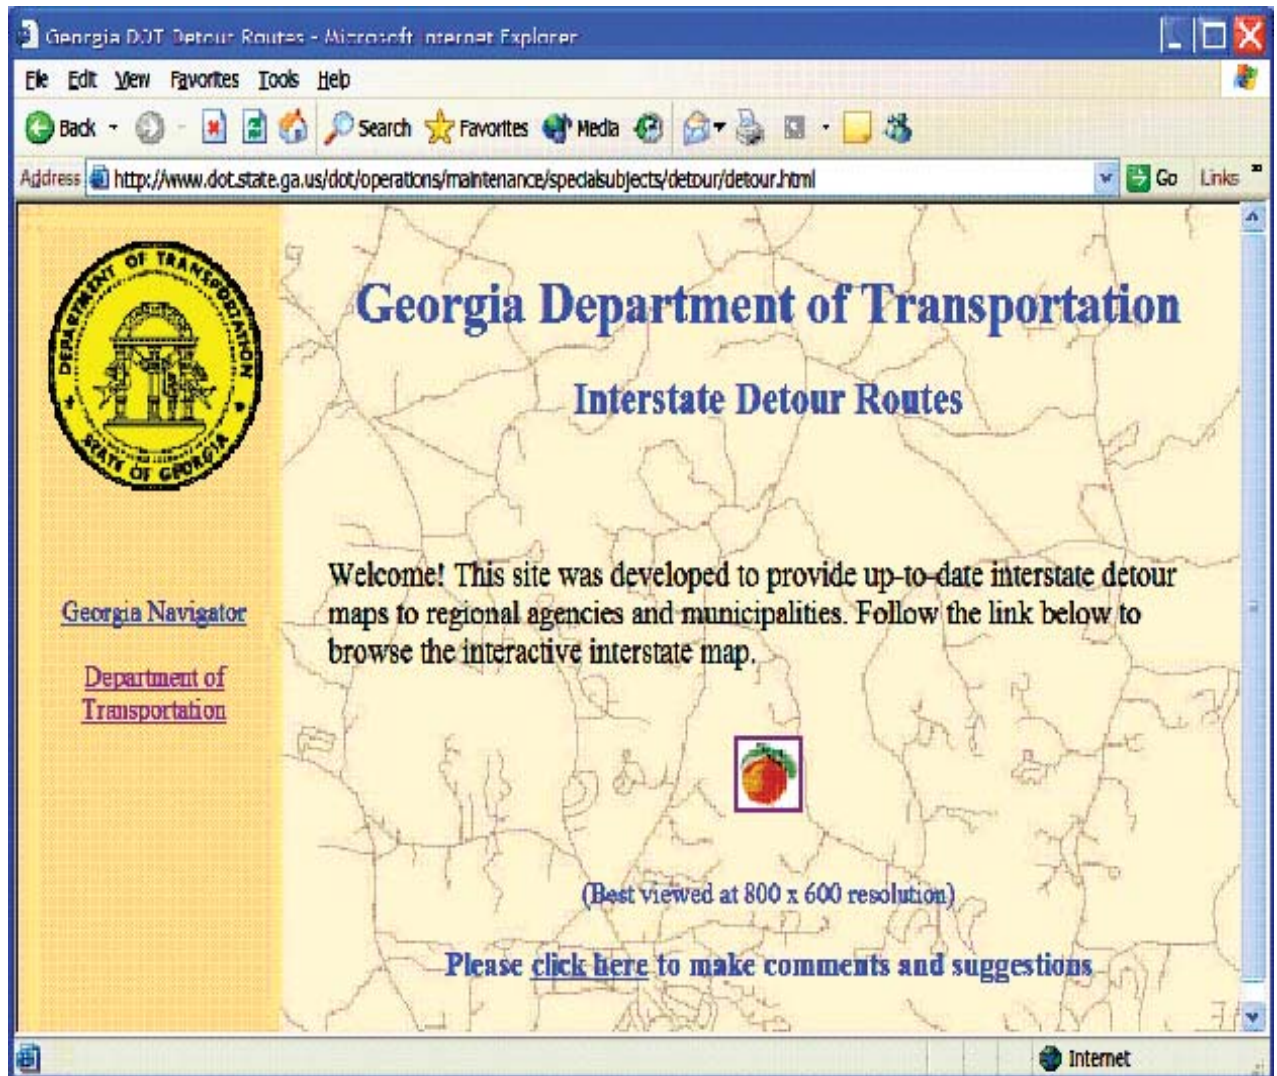 Georgia DOT Detour Routes - Microsoft Internet Explorer
File Edit View Favorites Tools Help
Back Search Favorites Media
Address http://www.dot.state.ga.us/dot/operations/maintenance/specialsubjects/detour/detour.html Go Links »
DEPARTMENT OF TRANSPORTATION
STATE OF GEORGIA
Georgia Navigator
Department of
Transportation
Georgia Department of Transportation
Interstate Detour Routes
Welcome! This site was developed to provide up-to-date interstate detour
maps to regional agencies and municipalities. Follow the link below to
browse the interactive interstate map.
(Best viewed at 800 x 600 resolution)
Please click here to make comments and suggestions
Internet